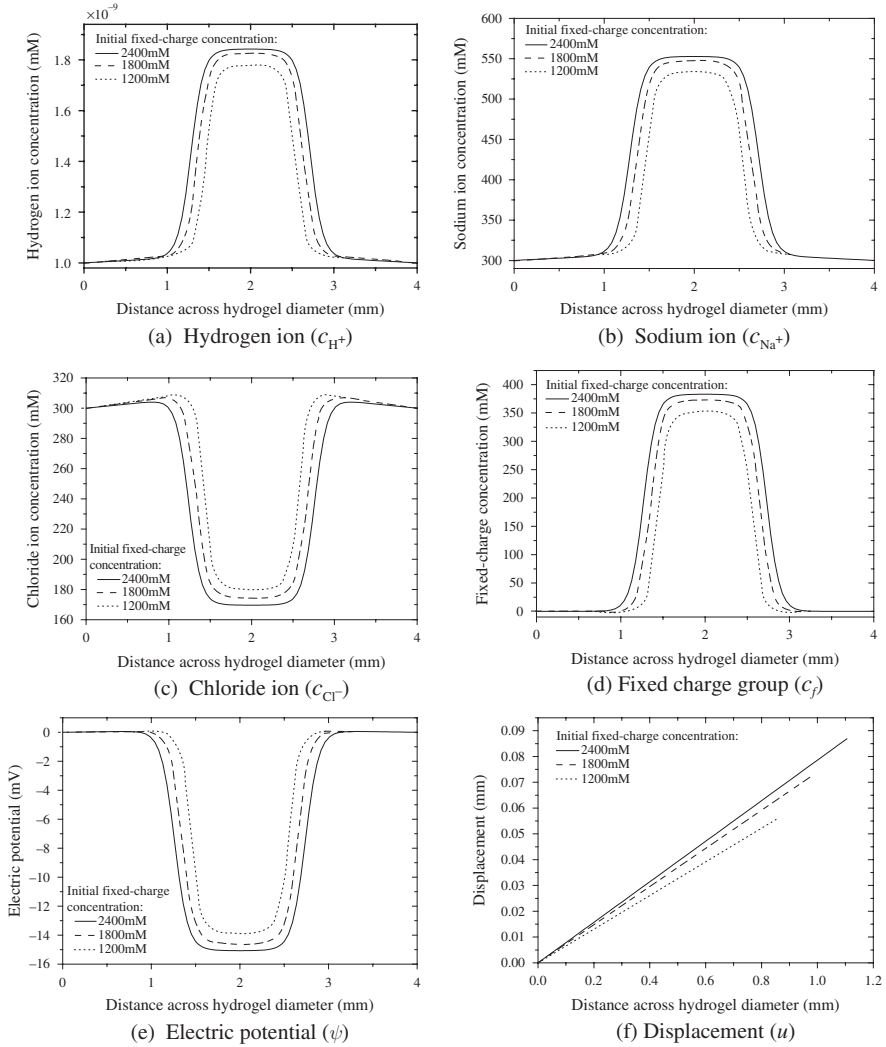 ×10⁻⁹
Initial fixed-charge concentration:
2400mM
1800mM
1200mM
Hydrogen ion concentration (mM)
1.8
1.6
1.4
1.2
1.0
0 1 2 3 4
Distance across hydrogel diameter (mm)
(a) Hydrogen ion (c_H⁺)
Initial fixed-charge concentration:
2400mM
1800mM
1200mM
Sodium ion concentration (mM)
600
550
500
450
400
350
300
0 1 2 3 4
Distance across hydrogel diameter (mm)
(b) Sodium ion (c_Na⁺)
Chloride ion concentration (mM)
320
300
280
260
240
220
200
180
160
Initial fixed-charge
concentration:
2400mM
1800mM
1200mM
0 1 2 3 4
Distance across hydrogel diameter (mm)
(c) Chloride ion (c_Cl⁻)
Initial fixed-charge concentration:
2400mM
1800mM
1200mM
Fixed-charge concentration (mM)
400
350
300
250
200
350
100
50
0
0 1 2 3 4
Distance across hydrogel diameter (mm)
(d) Fixed charge group (c_f)
Electric potential (mV)
0
−2
−4
−6
−8
−10
−12
−14
−16
Initial fixed-charge
concentration:
2400mM
1800mM
1200mM
0 1 2 3 4
Distance across hydrogel diameter (mm)
(e) Electric potential (ψ)
Initial fixed-charge concentration:
2400mM
1800mM
1200mM
Displacement (mm)
0.09
0.08
0.07
0.06
0.05
0.04
0.03
0.02
0.01
0.00
0.0 0.2 0.4 0.6 0.8 1.0 1.2
Distance across hydrogel diameter (mm)
(f) Displacement (u)